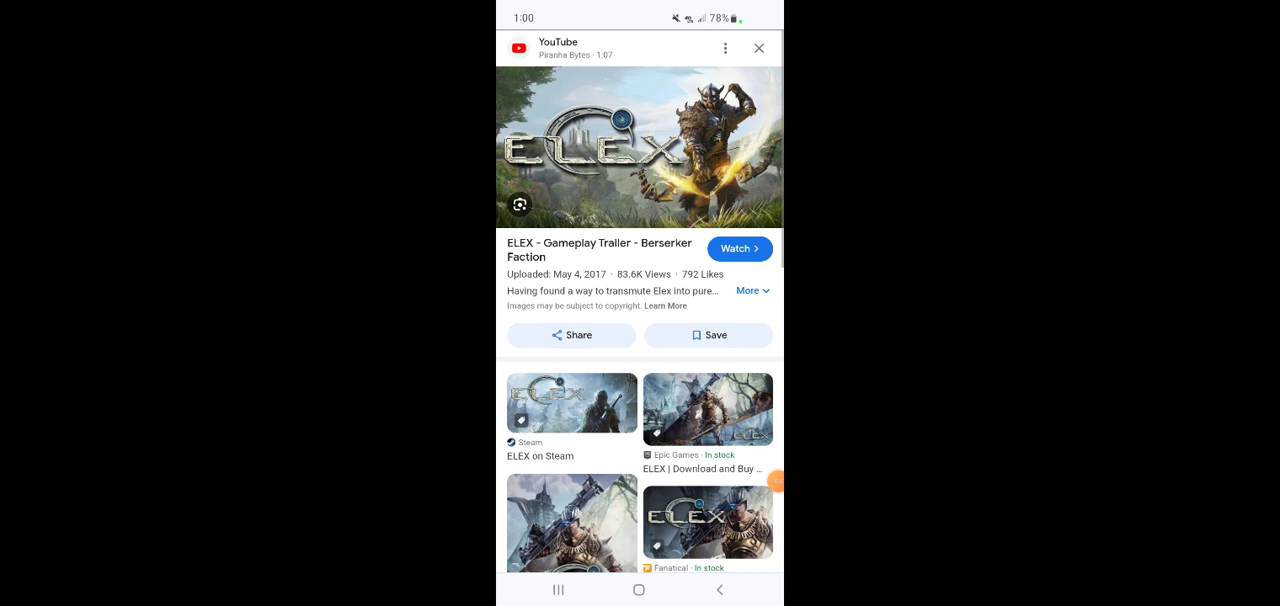 1:00
78%
YouTube
Piranha Bytes · 1:07
ELEX
ELEX - Gameplay Trailer - Berserker
Faction
Watch
Uploaded: May 4, 2017 · 83.6K Views · 792 Likes
Having found a way to transmute Elex into pure...
More
Images may be subject to copyright. Learn More
Share
Save
ELEX
ELEX
Steam
ELEX on Steam
Epic Games · In stock
ELEX | Download and Buy ...
ELEX
Fanatical · In stock